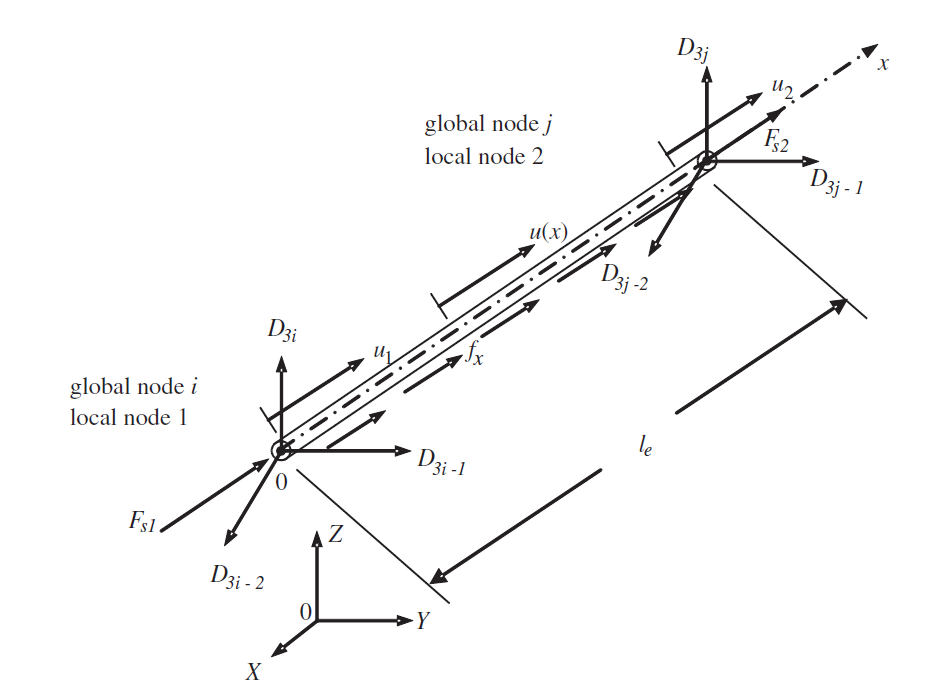 D3j
x
u2
global node j
local node 2
Fs2
D3j - 1
u(x)
D3j -2
D3i
u1
fx
global node i
local node 1
le
D3i -1
0
Fs1
Z
D3i - 2
0
Y
X